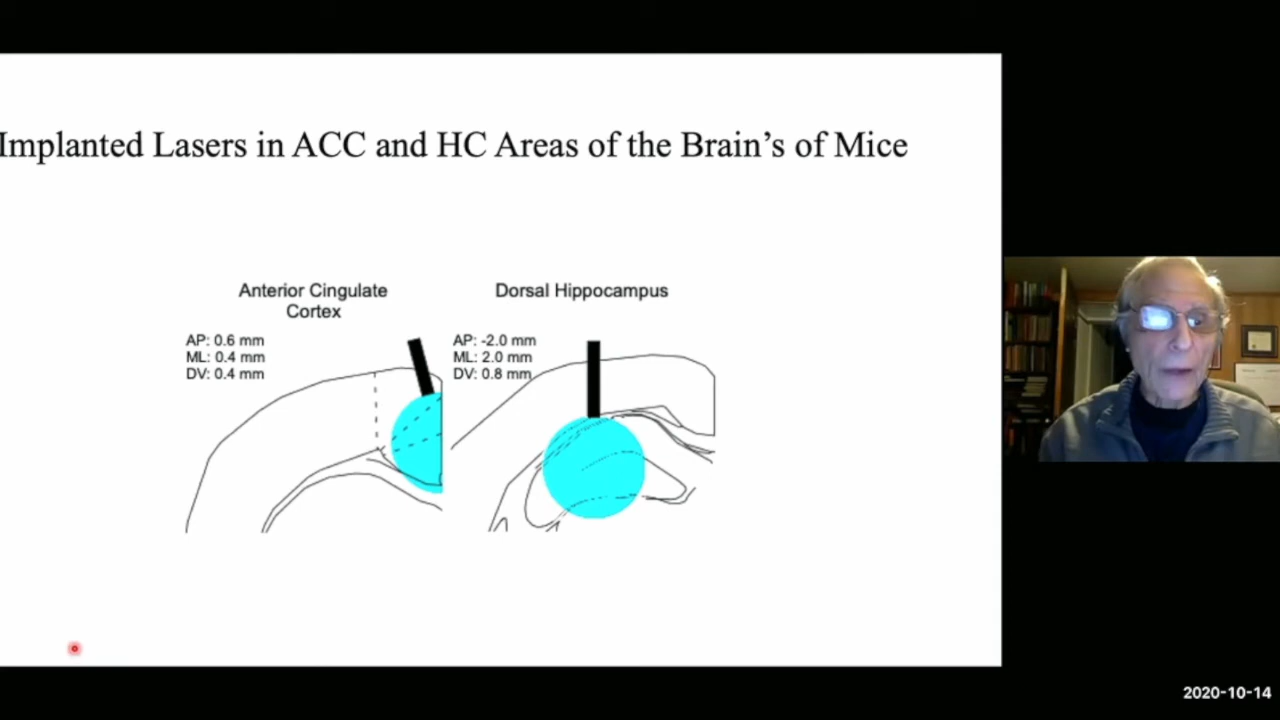 Implanted Lasers in ACC and HC Areas of the Brain’s of Mice
Anterior Cingulate
Cortex
AP: 0.6 mm
ML: 0.4 mm
DV: 0.4 mm
Dorsal Hippocampus
AP: -2.0 mm
ML: 2.0 mm
DV: 0.8 mm
2020-10-14